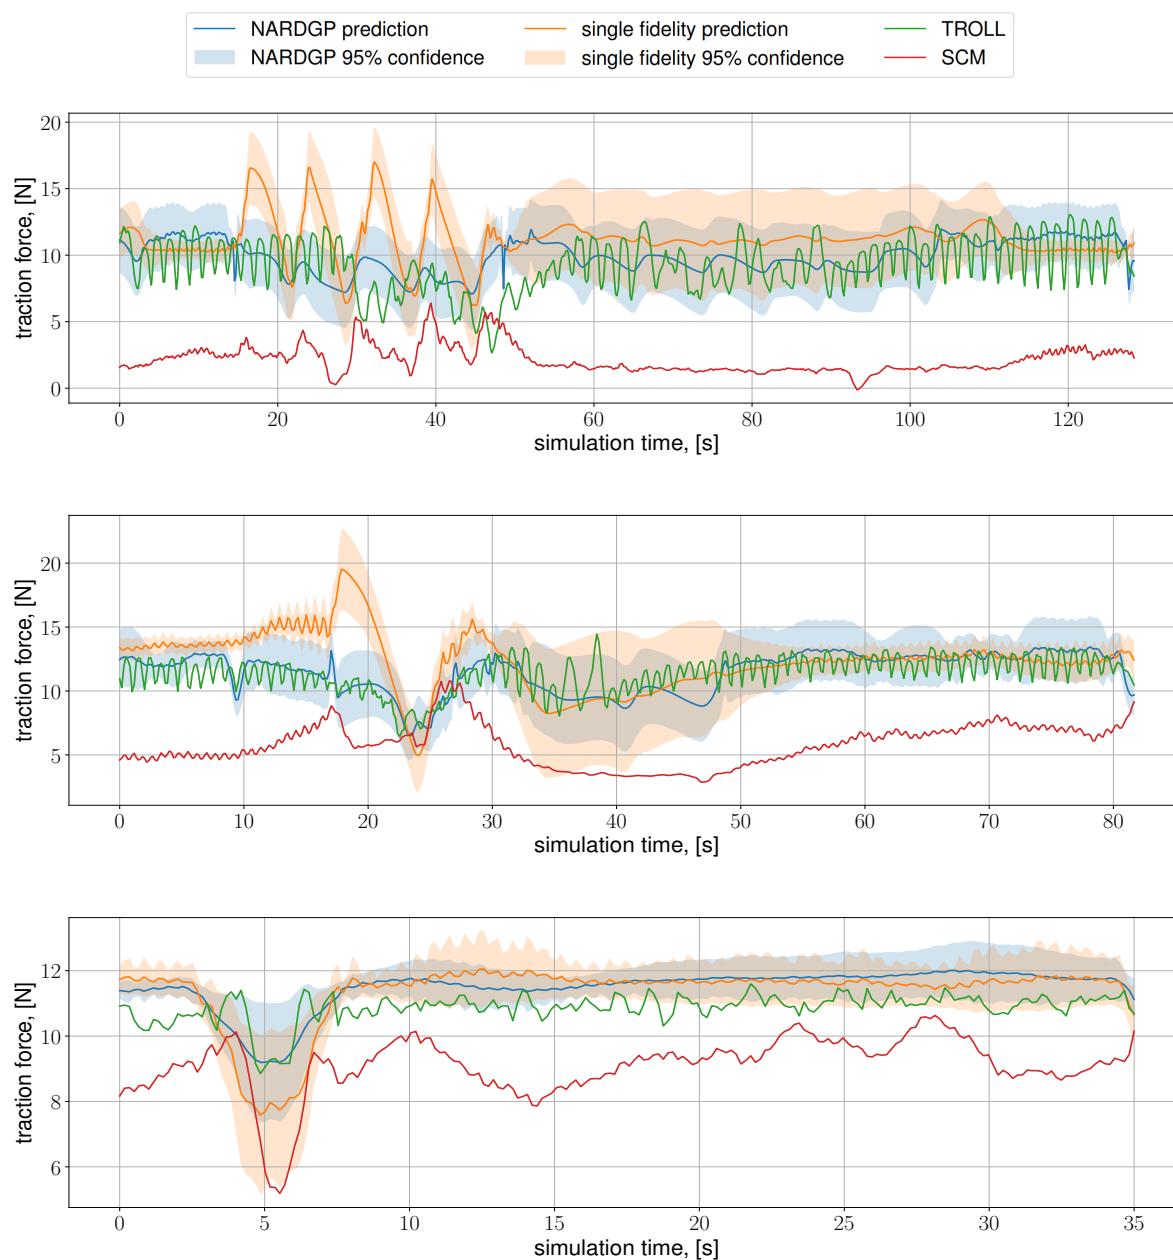 NARDGP prediction single fidelity prediction TROLL
NARDGP 95% confidence single fidelity 95% confidence SCM
20
15
10
5
0
traction force, [N]
0 20 40 60 80 100 120
simulation time, [s]
20
15
10
5
traction force, [N]
0 10 20 30 40 50 60 70 80
simulation time, [s]
12
10
8
6
traction force, [N]
0 5 10 15 20 25 30 35
simulation time, [s]